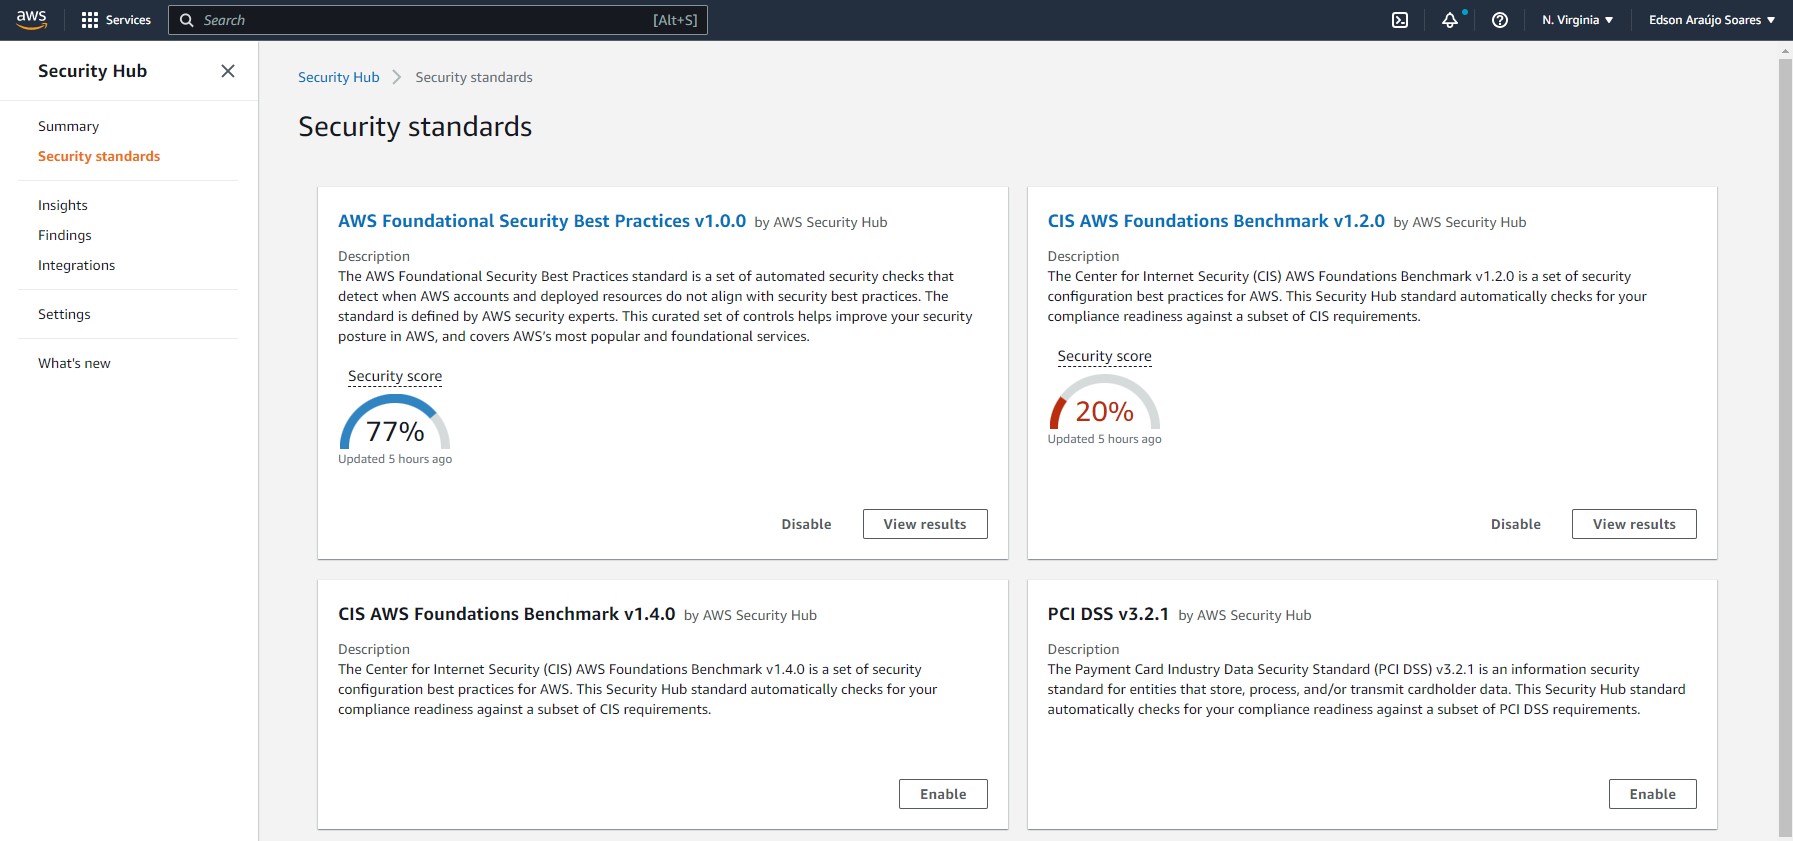 aws
Services
Search
[Alt+S]
N. Virginia
Edson Araújo Soares
Security Hub
Summary
Security standards
Insights
Findings
Integrations
Settings
What's new
Security Hub
Security standards
Security standards
AWS Foundational Security Best Practices v1.0.0 by AWS Security Hub
Description
The AWS Foundational Security Best Practices standard is a set of automated security checks that
detect when AWS accounts and deployed resources do not align with security best practices. The
standard is defined by AWS security experts. This curated set of controls helps improve your security
posture in AWS, and covers AWS’s most popular and foundational services.
Security score
77%
Updated 5 hours ago
Disable
View results
CIS AWS Foundations Benchmark v1.2.0 by AWS Security Hub
Description
The Center for Internet Security (CIS) AWS Foundations Benchmark v1.2.0 is a set of security
configuration best practices for AWS. This Security Hub standard automatically checks for your
compliance readiness against a subset of CIS requirements.
Security score
20%
Updated 5 hours ago
Disable
View results
CIS AWS Foundations Benchmark v1.4.0 by AWS Security Hub
Description
The Center for Internet Security (CIS) AWS Foundations Benchmark v1.4.0 is a set of security
configuration best practices for AWS. This Security Hub standard automatically checks for your
compliance readiness against a subset of CIS requirements.
Enable
PCI DSS v3.2.1 by AWS Security Hub
Description
The Payment Card Industry Data Security Standard (PCI DSS) v3.2.1 is an information security
standard for entities that store, process, and/or transmit cardholder data. This Security Hub standard
automatically checks for your compliance readiness against a subset of PCI DSS requirements.
Enable